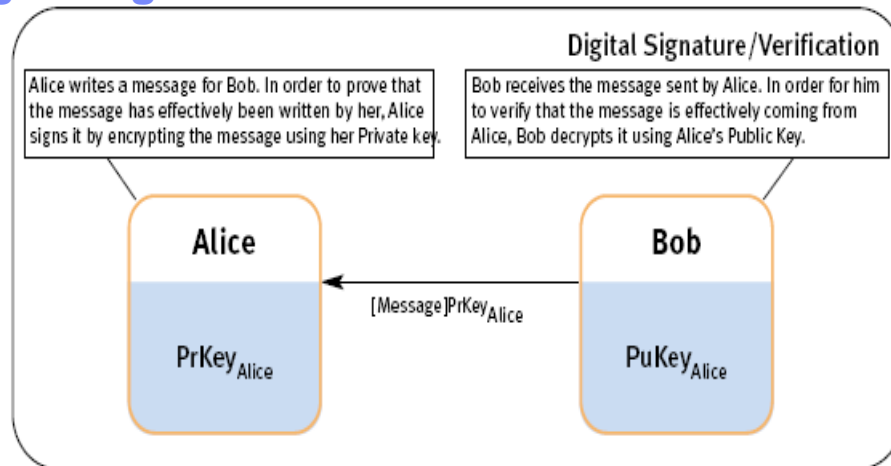 Digital Signature/Verification
Alice writes a message for Bob. In order to prove that
the message has effectively been written by her, Alice
signs it by encrypting the message using her Private key.
Bob receives the message sent by Alice. In order for him
to verify that the message is effectively coming from
Alice, Bob decrypts it using Alice's Public Key.
Alice
Bob
[Message]PrKeyAlice
PrKeyAlice
PuKeyAlice